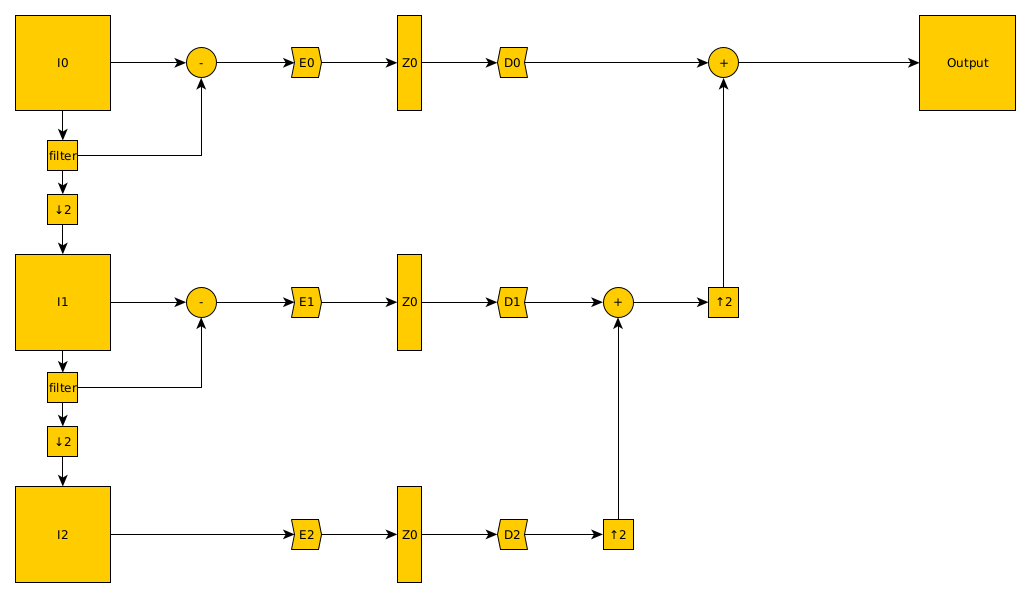 I0
-
E0
Z0
D0
+
Output
filter
↓2
I1
-
E1
Z0
D1
+
↑2
filter
↓2
I2
E2
Z0
D2
↑2